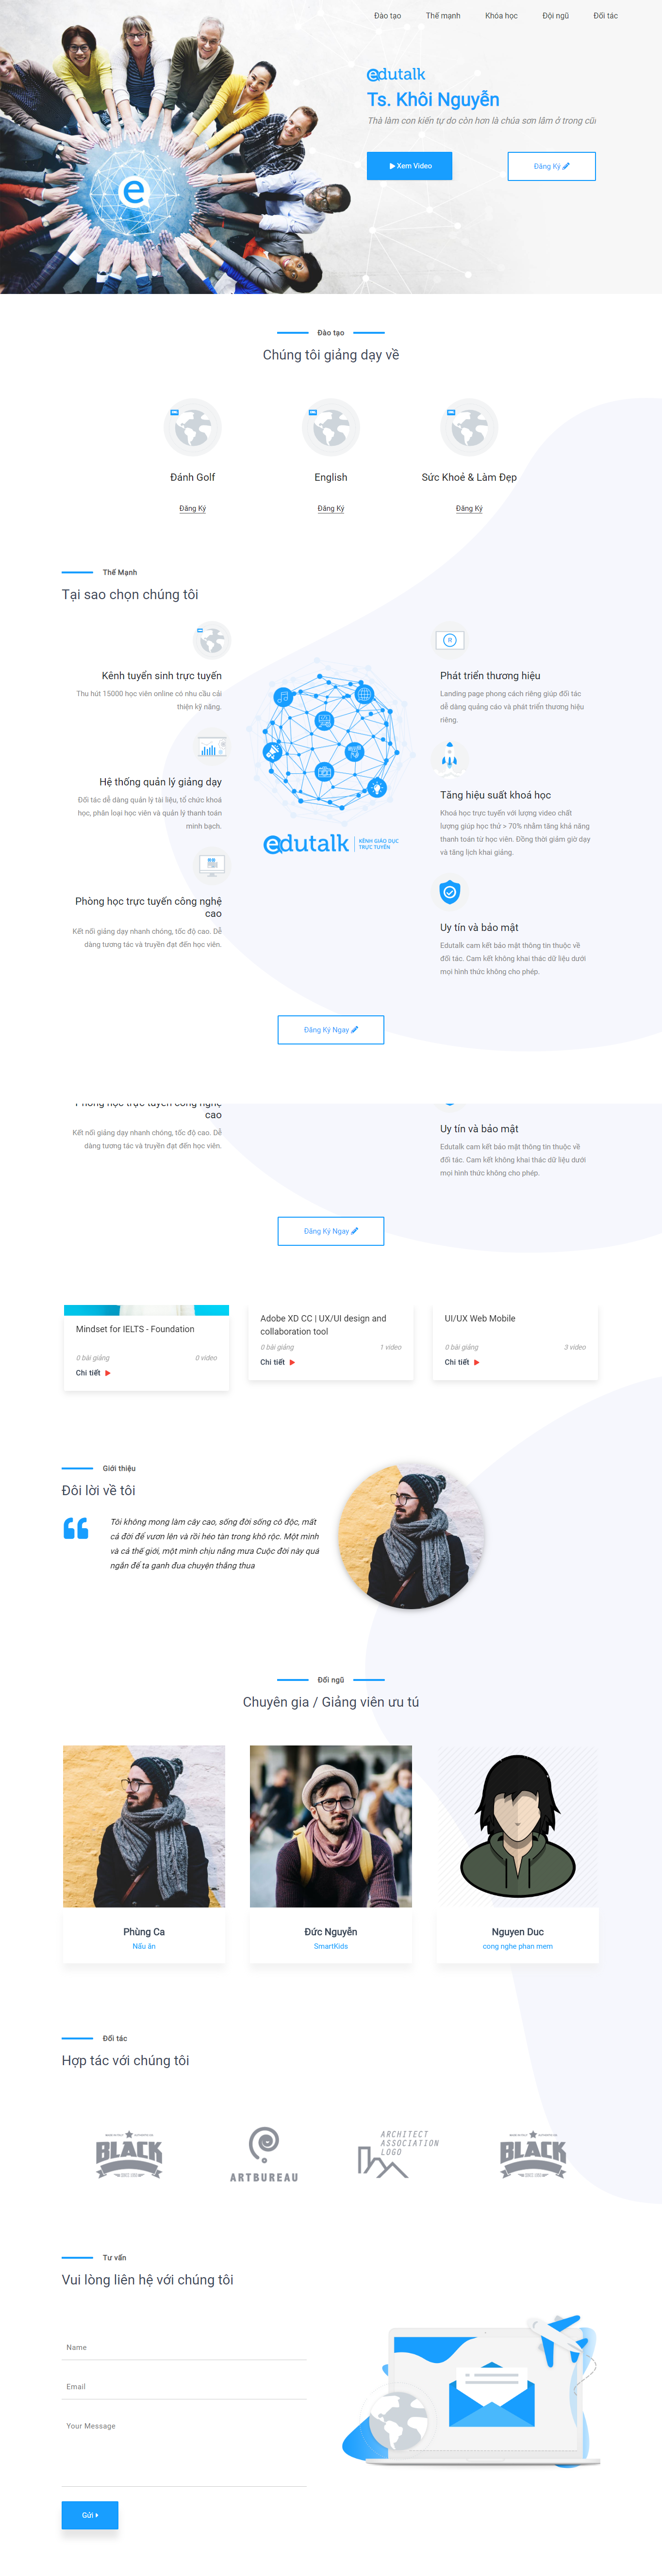 Đào tạo Thế mạnh Khóa học Đội ngũ Đối tác
edutalk
Ts. Khôi Nguyễn
Thà làm con kiến tự do còn hơn là chúa sơn lâm ở trong cũi
Xem Video
Đăng Ký
e
Đào tạo
Chúng tôi giảng dạy về
Đánh Golf
English
Sức Khoẻ & Làm Đẹp
Đăng Ký
Đăng Ký
Đăng Ký
Thế Mạnh
Tại sao chọn chúng tôi
Kênh tuyển sinh trực tuyến
Thu hút 15000 học viên online có nhu cầu cải
thiện kỹ năng.
Hệ thống quản lý giảng dạy
Đối tác dễ dàng quản lý tài liệu, tổ chức khoá
học, phân loại học viên và quản lý thanh toán
minh bạch.
Phòng học trực tuyến công nghệ
cao
Kết nối giảng dạy nhanh chóng, tốc độ cao. Dễ
dàng tương tác và truyền đạt đến học viên.
edutalk
KÊNH GIÁO DỤC
TRỰC TUYẾN
R
Phát triển thương hiệu
Landing page phong cách riêng giúp đối tác
dễ dàng quảng cáo và phát triển thương hiệu
riêng.
Tăng hiệu suất khoá học
Khoá học trực tuyến với lượng video chất
lượng giúp học thử > 70% nhằm tăng khả năng
thanh toán từ học viên. Đồng thời giảm giờ dạy
và tăng lịch khai giảng.
Uy tín và bảo mật
Edutalk cam kết bảo mật thông tin thuộc về
đối tác. Cam kết không khai thác dữ liệu dưới
mọi hình thức không cho phép.
Đăng Ký Ngay
Phòng học trực tuyến công nghệ
cao
Kết nối giảng dạy nhanh chóng, tốc độ cao. Dễ
dàng tương tác và truyền đạt đến học viên.
Uy tín và bảo mật
Edutalk cam kết bảo mật thông tin thuộc về
đối tác. Cam kết không khai thác dữ liệu dưới
mọi hình thức không cho phép.
Đăng Ký Ngay
Mindset for IELTS - Foundation
0 bài giảng 0 video
Chi tiết
Adobe XD CC | UX/UI design and
collaboration tool
0 bài giảng 1 video
Chi tiết
UI/UX Web Mobile
0 bài giảng 3 video
Chi tiết
Giới thiệu
Đôi lời về tôi
Tôi không mong làm cây cao, sống đời sống cô độc, mất
cả đời để vươn lên và rồi héo tàn trong khô rộc. Một mình
và cả thế giới, một mình chịu nắng mưa Cuộc đời này quá
ngắn để ta ganh đua chuyện thắng thua
Đối ngũ
Chuyên gia / Giảng viên ưu tú
Phùng Ca
Nấu ăn
Đức Nguyễn
SmartKids
Nguyen Duc
cong nghe phan mem
Đối tác
Hợp tác với chúng tôi
BLACK
ARTBUREAU
ARCHITECT
ASSOCIATION
LOGO
BLACK
Tư vấn
Vui lòng liên hệ với chúng tôi
Name
Email
Your Message
Gửi